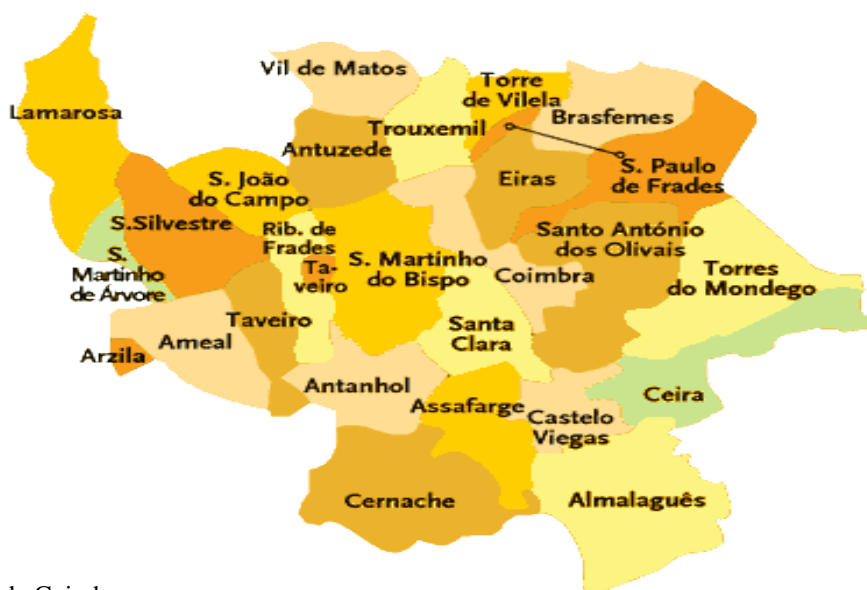 Vil de Matos
Torre
de Vilela
Lamarosa
Brasfemes
Trouxemil
Antuzede
S. Paulo
de Frades
S. João
do Campo
Eiras
S.Silvestre
Rib. de
Frades
Santo António
dos Olivais
S.
Martinho
de Árvore
Ta-
veiro
S. Martinho
do Bispo
Coimbra
Torres
do Mondego
Taveiro
Santa
Clara
Ameal
Arzila
Antanhol
Ceira
Assafarge
Castelo
Viegas
Cernache
Almalaguês